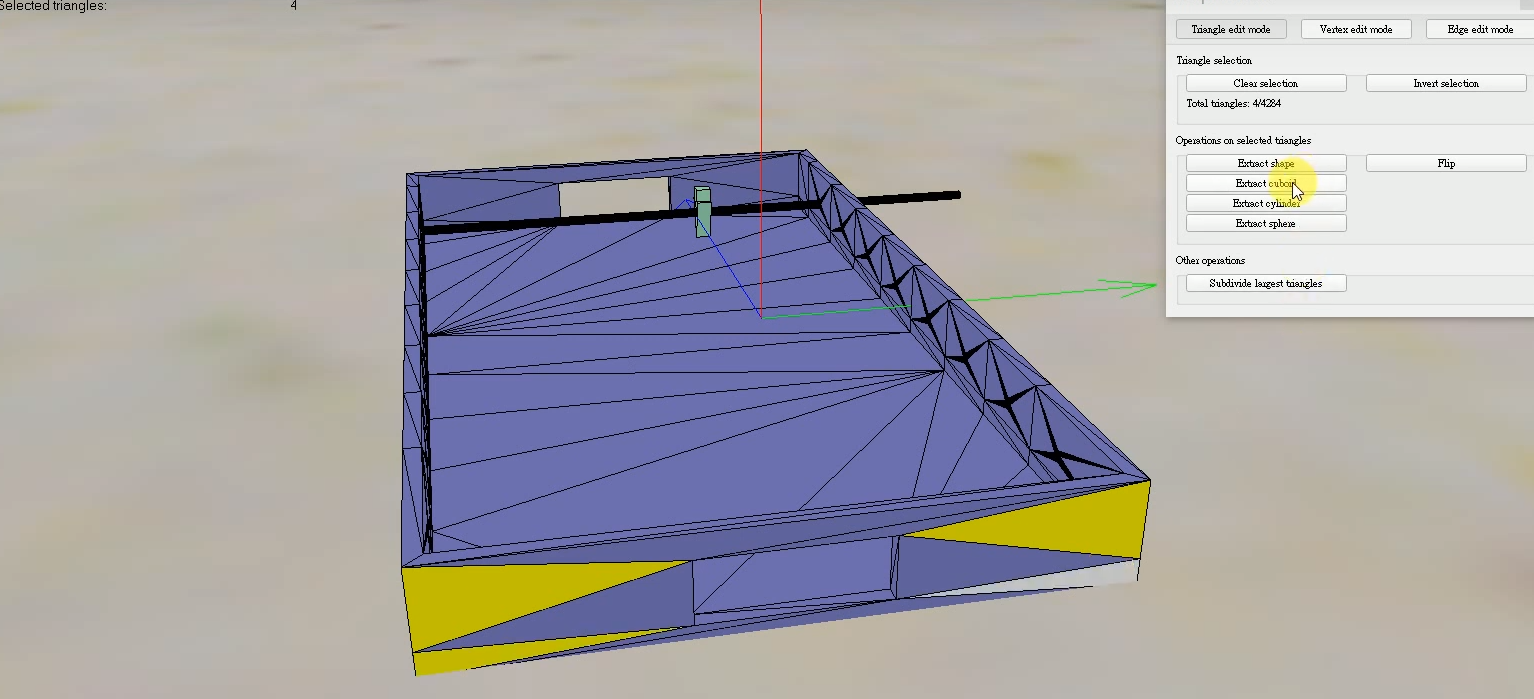 Selected triangles: 4
Triangle edit mode Vertex edit mode Edge edit mode
Triangle selection
Clear selection Invert selection
Total triangles: 4/4284
Operations on selected triangles
Extract shape Flip
Extract cuboid
Extract cylinder
Extract sphere
Other operations
Subdivide largest triangles